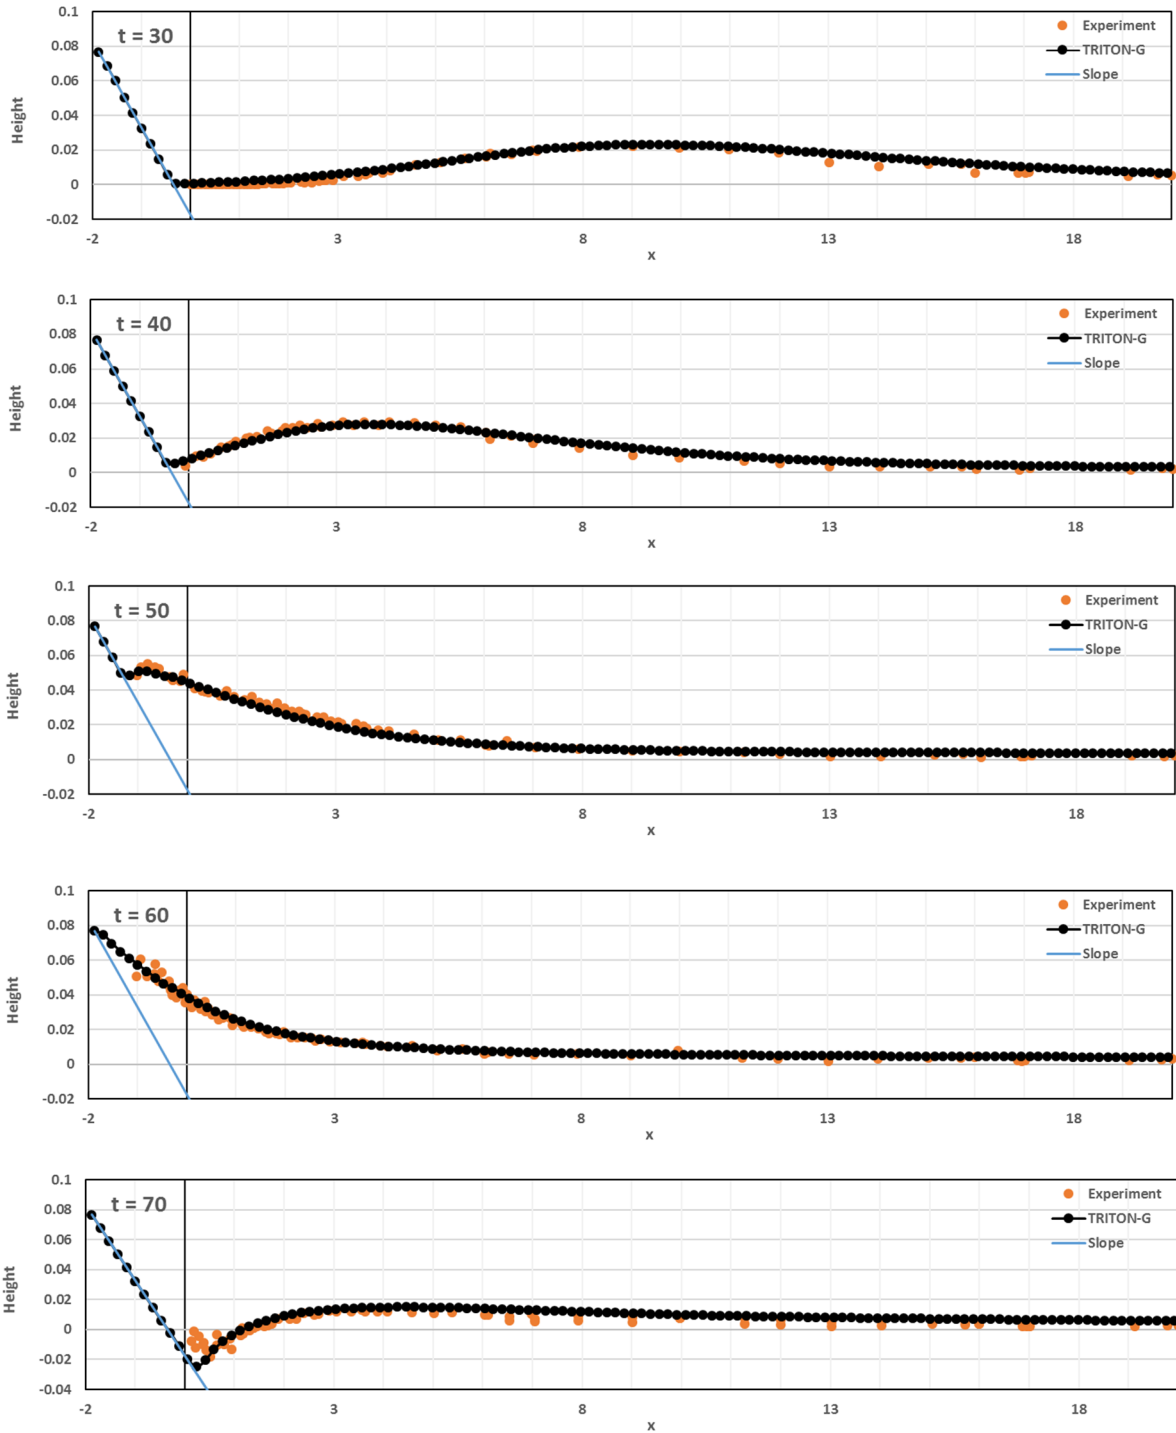 0.1
t = 30
Experiment
0.08
TRITON-G
0.06
Slope
Height
0.04
0.02
0
-0.02
-2 3 8 13 18
x
0.1
t = 40
Experiment
0.08
TRITON-G
0.06
Slope
Height
0.04
0.02
0
-0.02
-2 3 8 13 18
x
0.1
t = 50
Experiment
0.08
TRITON-G
0.06
Slope
Height
0.04
0.02
0
-0.02
-2 3 8 13 18
x
0.1
t = 60
Experiment
0.08
TRITON-G
0.06
Slope
Height
0.04
0.02
0
-0.02
-2 3 8 13 18
x
0.1
t = 70
Experiment
0.08
TRITON-G
0.06
Slope
0.04
Height
0.02
0
-0.02
-0.04
-2 3 8 13 18
x